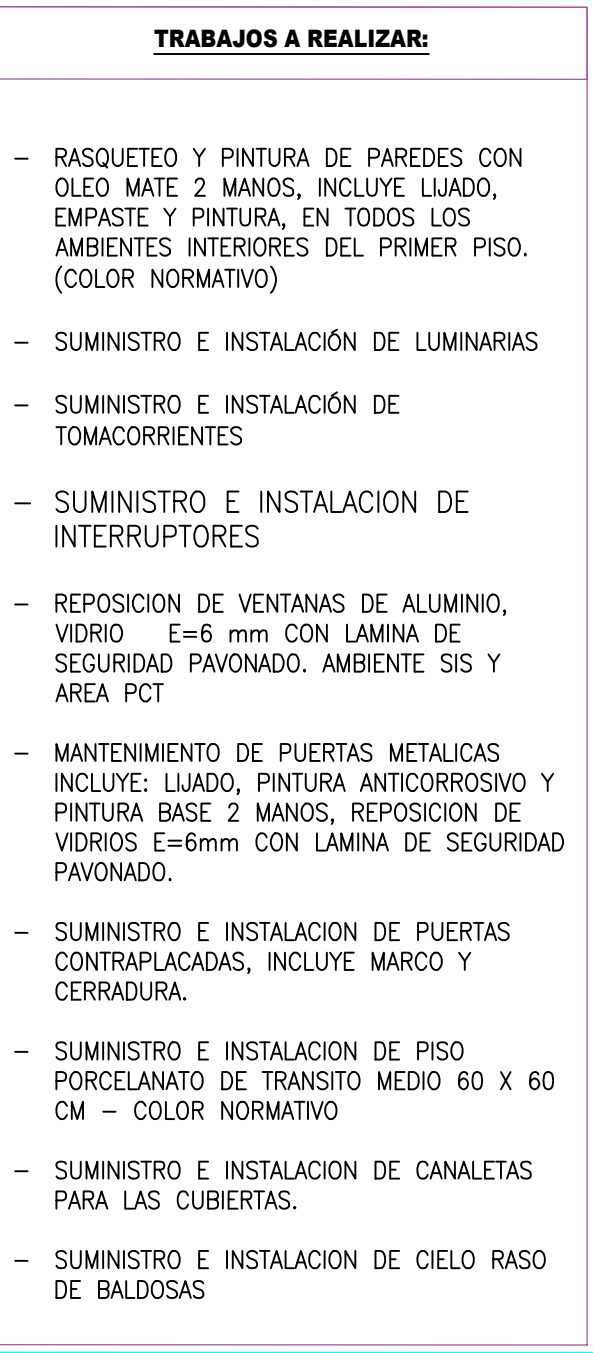 TRABAJOS A REALIZAR:
– RASQUETEO Y PINTURA DE PAREDES CON
OLEO MATE 2 MANOS, INCLUYE LIJADO,
EMPASTE Y PINTURA, EN TODOS LOS
AMBIENTES INTERIORES DEL PRIMER PISO.
(COLOR NORMATIVO)
– SUMINISTRO E INSTALACIÓN DE LUMINARIAS
– SUMINISTRO E INSTALACIÓN DE
TOMACORRIENTES
– SUMINISTRO E INSTALACION DE
INTERRUPTORES
– REPOSICION DE VENTANAS DE ALUMINIO,
VIDRIO E=6 mm CON LAMINA DE
SEGURIDAD PAVONADO. AMBIENTE SIS Y
AREA PCT
– MANTENIMIENTO DE PUERTAS METALICAS
INCLUYE: LIJADO, PINTURA ANTICORROSIVO Y
PINTURA BASE 2 MANOS, REPOSICION DE
VIDRIOS E=6mm CON LAMINA DE SEGURIDAD
PAVONADO.
– SUMINISTRO E INSTALACION DE PUERTAS
CONTRAPLACADAS, INCLUYE MARCO Y
CERRADURA.
– SUMINISTRO E INSTALACION DE PISO
PORCELANATO DE TRANSITO MEDIO 60 X 60
CM – COLOR NORMATIVO
– SUMINISTRO E INSTALACION DE CANALETAS
PARA LAS CUBIERTAS.
– SUMINISTRO E INSTALACION DE CIELO RASO
DE BALDOSAS